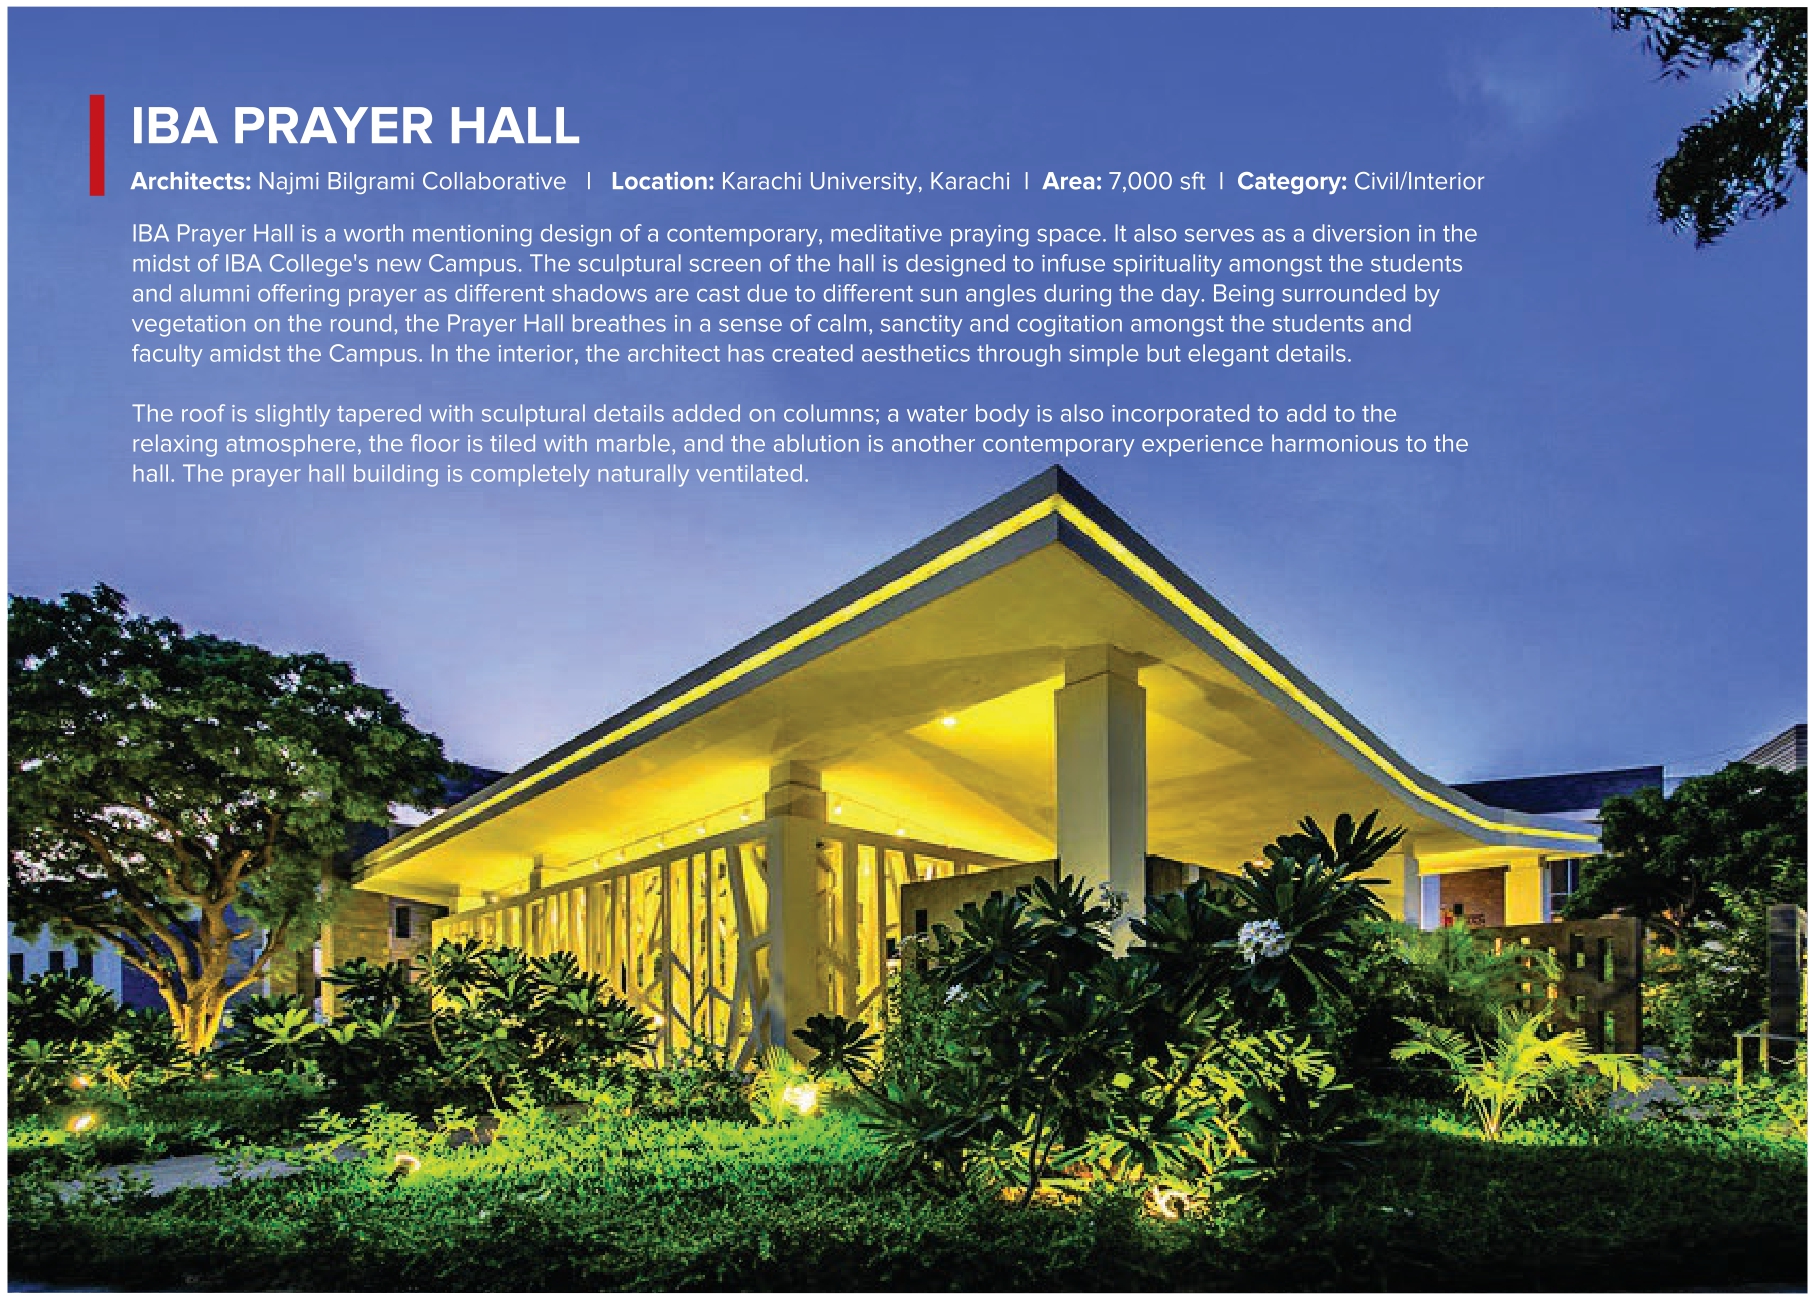 IBA PRAYER HALL
Architects: Najmi Bilgrami Collaborative | Location: Karachi University, Karachi | Area: 7,000 sft | Category: Civil/Interior
IBA Prayer Hall is a worth mentioning design of a contemporary, meditative praying space. It also serves as a diversion in the
midst of IBA College's new Campus. The sculptural screen of the hall is designed to infuse spirituality amongst the students
and alumni offering prayer as different shadows are cast due to different sun angles during the day. Being surrounded by
vegetation on the round, the Prayer Hall breathes in a sense of calm, sanctity and cogitation amongst the students and
faculty amidst the Campus. In the interior, the architect has created aesthetics through simple but elegant details.
The roof is slightly tapered with sculptural details added on columns; a water body is also incorporated to add to the
relaxing atmosphere, the floor is tiled with marble, and the ablution is another contemporary experience harmonious to the
hall. The prayer hall building is completely naturally ventilated.